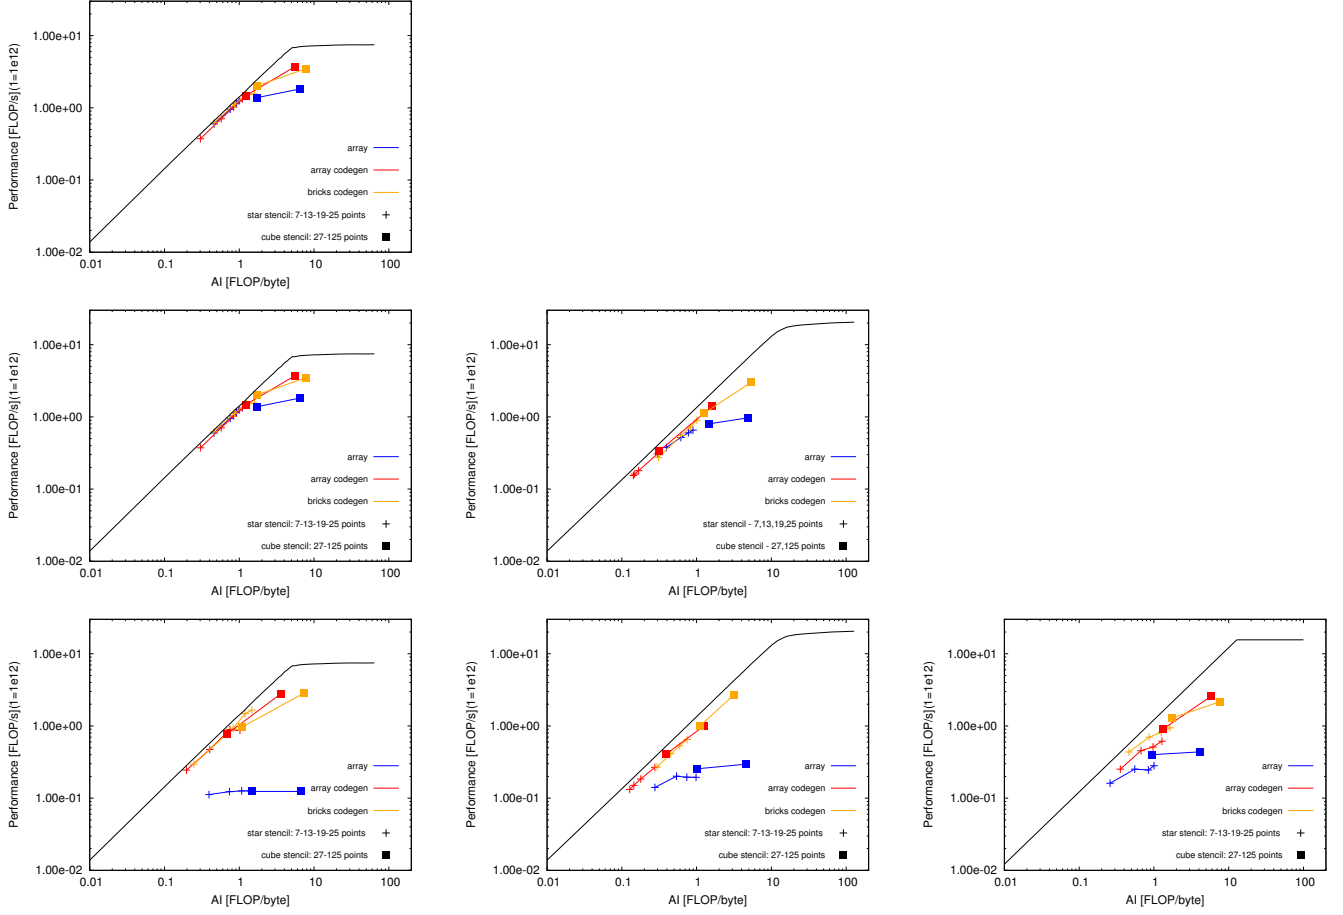 1.00e+01
1.00e+00
1.00e-01
1.00e-02
Performance [FLOP/s](1=1e12)
array
array codegen
bricks codegen
star stencil: 7-13-19-25 points
cube stencil: 27-125 points
0.01 0.1 1 10 100
AI [FLOP/byte]
1.00e+01
1.00e+00
1.00e-01
1.00e-02
Performance [FLOP/s](1=1e12)
array
array codegen
bricks codegen
star stencil: 7-13-19-25 points
cube stencil: 27-125 points
0.01 0.1 1 10 100
AI [FLOP/byte]
1.00e+01
1.00e+00
1.00e-01
1.00e-02
Performance [FLOP/s](1=1e12)
array
array codegen
bricks codegen
star stencil - 7,13,19,25 points
cube stencil - 27,125 points
0.01 0.1 1 10 100
AI [FLOP/byte]
1.00e+01
1.00e+00
1.00e-01
1.00e-02
Performance [FLOP/s](1=1e12)
array
array codegen
bricks codegen
star stencil: 7-13-19-25 points
cube stencil: 27-125 points
0.01 0.1 1 10 100
AI [FLOP/byte]
1.00e+01
1.00e+00
1.00e-01
1.00e-02
Performance [FLOP/s](1=1e12)
array
array codegen
bricks codegen
star stencil: 7-13-19-25 points
cube stencil: 27-125 points
0.01 0.1 1 10 100
AI [FLOP/byte]
1.00e+01
1.00e+00
1.00e-01
1.00e-02
Performance [FLOP/s](1=1e12)
array
array codegen
bricks codegen
star stencil: 7-13-19-25 points
cube stencil: 27-125 points
0.01 0.1 1 10 100
AI [FLOP/byte]